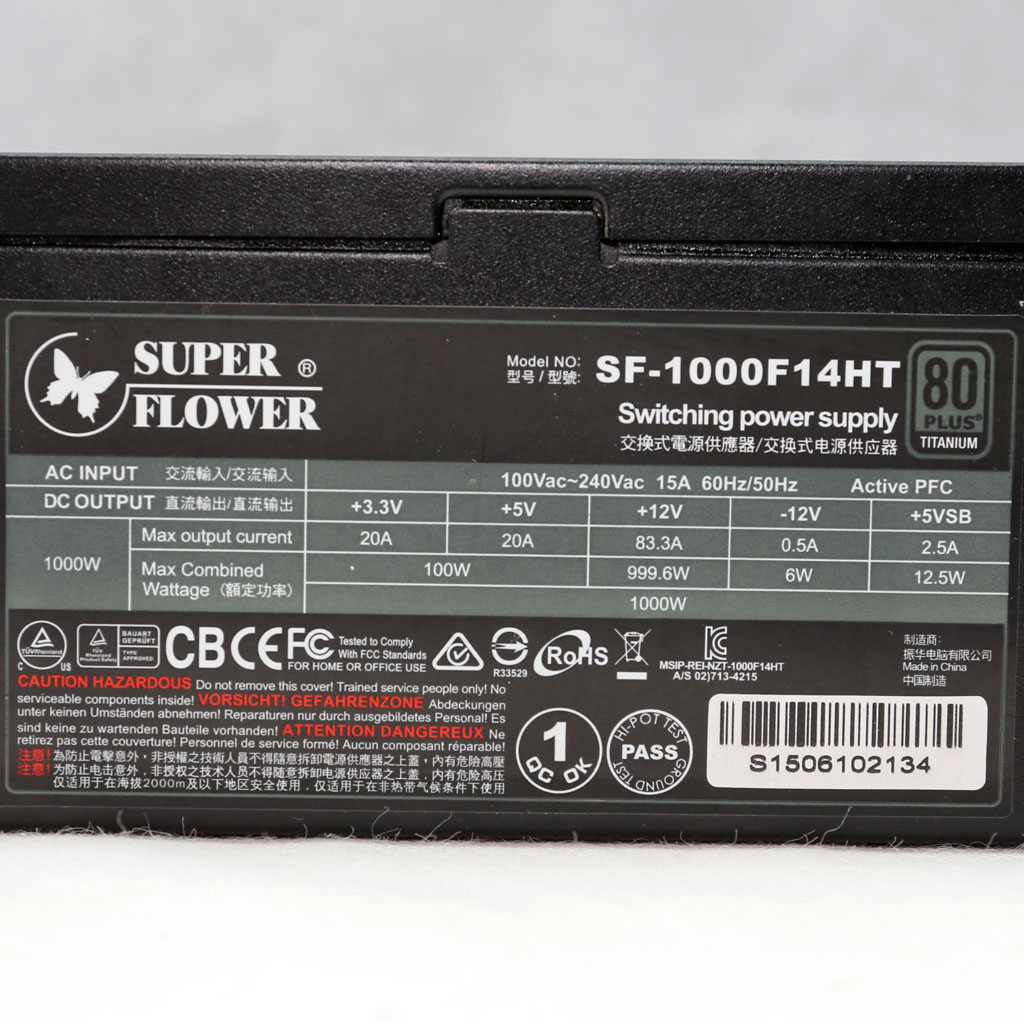 SUPER ®
FLOWER
Model NO:
型号 / 型號:
SF-1000F14HT
80
PLUS®
TITANIUM
Switching power supply
交換式電源供應器/交换式电源供应器
AC INPUT 交流輸入/交流输入 100Vac~240Vac 15A 60Hz/50Hz Active PFC
DC OUTPUT 直流輸出/直流输出 +3.3V +5V +12V -12V +5VSB
1000W Max output current 20A 20A 83.3A 0.5A 2.5A
Max Combined
Wattage (額定功率) 100W 999.6W 6W 12.5W
1000W
TÜVRheinland
C US
TÜV
Rheinland
Product Safety
BAUART
GEPRÜFT
TYPE
APPROVED
CB CE FC
Tested to Comply
With FCC Standards
FOR HOME OR OFFICE USE
R33529
RoHS
MSIP-REI-NZT-1000F14HT
A/S 02)713-4215
制造商:
振华电脑有限公司
Made in China
中国制造
CAUTION HAZARDOUS Do not remove this cover! Trained service people only! No
serviceable components inside! VORSICHT! GEFAHRENZONE Abdeckungen
unter keinen Umständen abnehmen! Reparaturen nur durch ausgebildetes Personal! Es
sind keine zu wartenden Bauteile vorhanden! ATTENTION DANGEREUX Ne
retirez pas cette couverture! Personnel de service formé! Aucun composant réparable!
注意! 為防止電擊意外，非授權之技術人員不得隨意拆卸電源供應器之上蓋，內有危險高壓
注意! 为防止电击意外，非授权之技术人员不得随意拆卸电源供应器之上盖，内有危险高压
仅适用于在海拔2000m及以下地区安全使用，仅适用于在非热带气候条件下使用
1
QC OK
HI-POT TEST
PASS
GROUND TEST
S1506102134